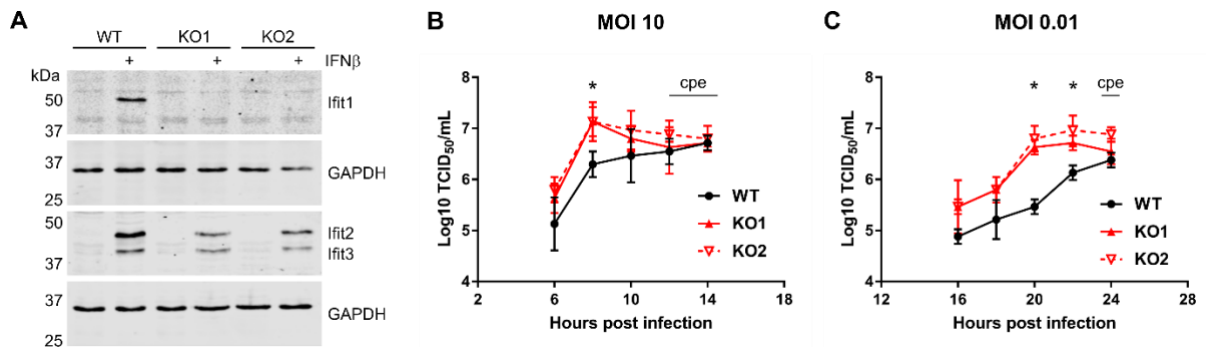 A
WT KO1 KO2
+ + + IFNβ
kDa
50
37
Ifit1
37
25
GAPDH
50
37
Ifit2
Ifit3
37
25
GAPDH
B
MOI 10
* cpe
8
7
6
5
4
Log10 TCID50/mL
WT
KO1
KO2
2 6 10 14 18
Hours post infection
C
MOI 0.01
* * cpe
8
7
6
5
4
Log10 TCID50/mL
WT
KO1
KO2
12 16 20 24 28
Hours post infection